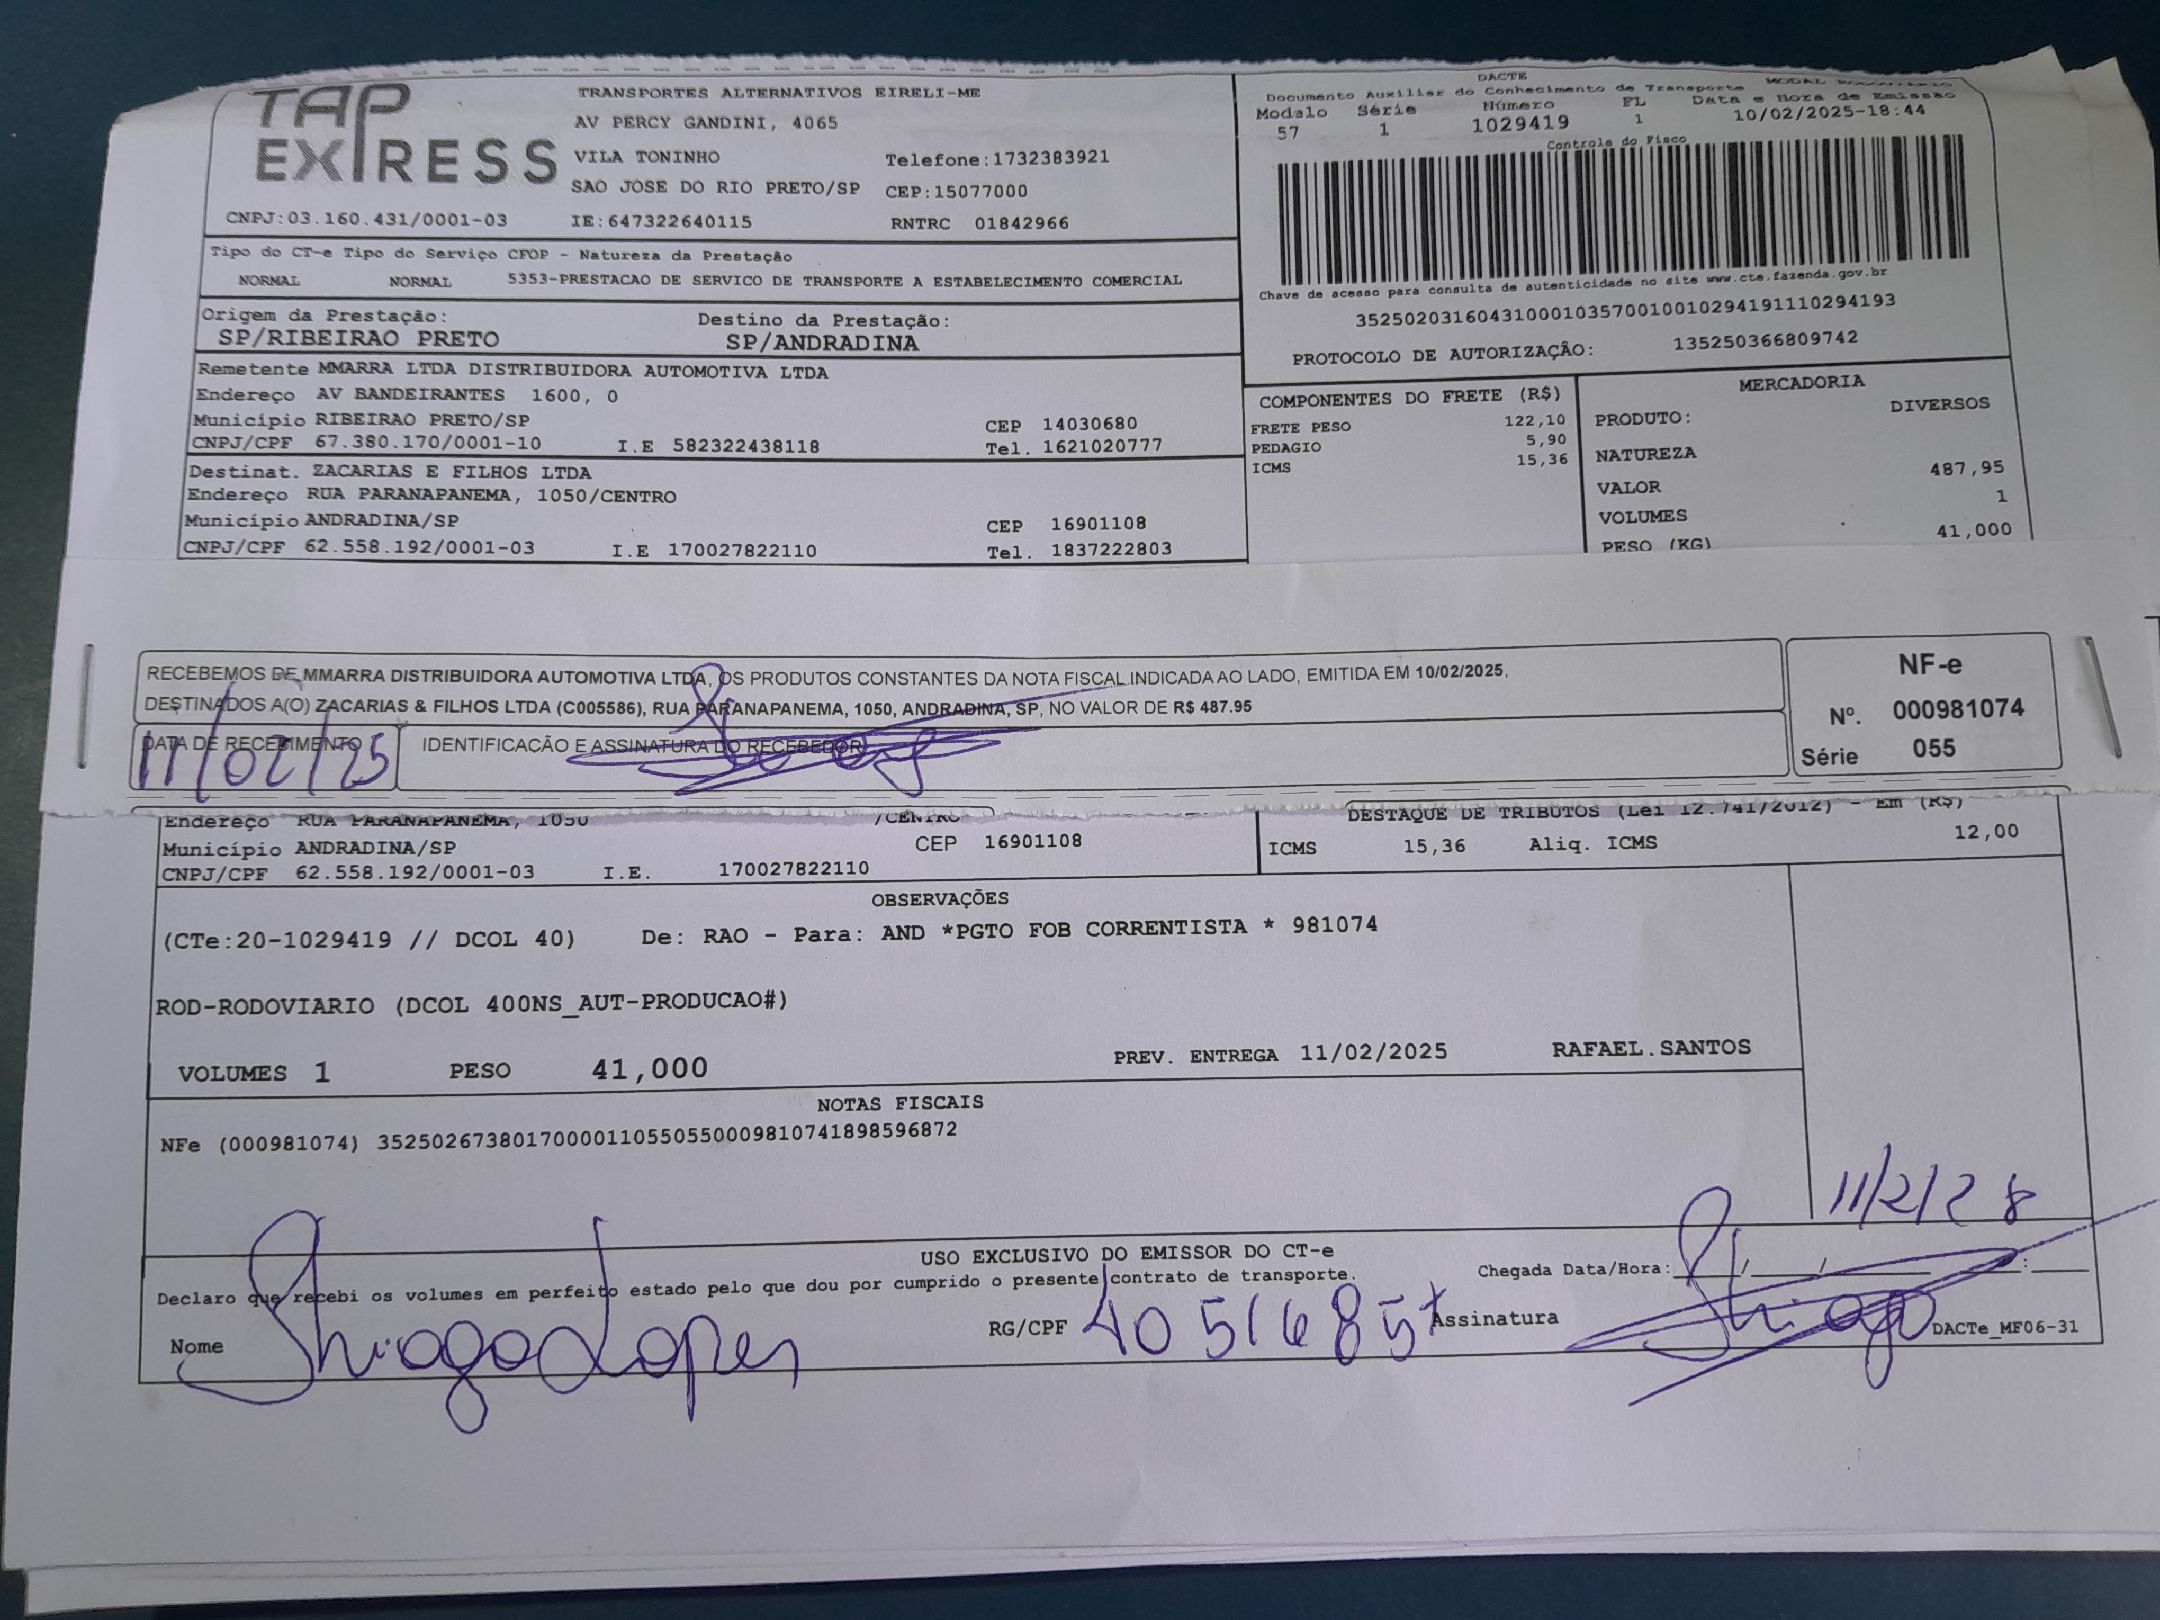 TAP EXPRESS
TRANSPORTES ALTERNATIVOS EIRELI-ME
AV PERCY GANDINI, 4065
VILA TONINHO Telefone:1732383921
SAO JOSE DO RIO PRETO/SP CEP:15077000
CNPJ:03.160.431/0001-03 IE:647322640115 RNTRC 01842966
DACTE
Documento Auxiliar do Conhecimento de Transporte
Modalo Série Número FL Data e Hora de Emissão
57 1 1029419 1 10/02/2025-18:44
Controle do Fisco
Chave de acesso para consulta de autenticidade no site www.cte.fazenda.gov.br
35250203160431000103570010010294191110294193
PROTOCOLO DE AUTORIZAÇÃO: 135250366809742
Tipo do CT-e Tipo do Serviço CFOP - Natureza da Prestação
NORMAL NORMAL 5353-PRESTACAO DE SERVICO DE TRANSPORTE A ESTABELECIMENTO COMERCIAL
Origem da Prestação: Destino da Prestação:
SP/RIBEIRAO PRETO SP/ANDRADINA
Remetente MMARRA LTDA DISTRIBUIDORA AUTOMOTIVA LTDA
Endereço AV BANDEIRANTES 1600, 0
Município RIBEIRAO PRETO/SP CEP 14030680
CNPJ/CPF 67.380.170/0001-10 I.E 582322438118 Tel. 1621020777
Destinat. ZACARIAS E FILHOS LTDA
Endereço RUA PARANAPANEMA, 1050/CENTRO
Município ANDRADINA/SP CEP 16901108
CNPJ/CPF 62.558.192/0001-03 I.E 170027822110 Tel. 1837222803
COMPONENTES DO FRETE (R$)
FRETE PESO 122,10
PEDAGIO 5,90
ICMS 15,36
MERCADORIA
PRODUTO: DIVERSOS
NATUREZA
VALOR 487,95
VOLUMES 1
PESO (KG) 41,000
RECEBEMOS DE MMARRA DISTRIBUIDORA AUTOMOTIVA LTDA, OS PRODUTOS CONSTANTES DA NOTA FISCAL INDICADA AO LADO, EMITIDA EM 10/02/2025,
DESTINADOS A(O) ZACARIAS & FILHOS LTDA (C005586), RUA PARANAPANEMA, 1050, ANDRADINA, SP, NO VALOR DE R$ 487.95
DATA DE RECEBIMENTO IDENTIFICAÇÃO E ASSINATURA DO RECEBEDOR
11/02/25
NF-e
Nº. 000981074
Série 055
Endereço RUA PARANAPANEMA, 1050 /CENTRO
Município ANDRADINA/SP CEP 16901108
CNPJ/CPF 62.558.192/0001-03 I.E. 170027822110
DESTAQUE DE TRIBUTOS (Lei 12.741/2012) - Em (R$)
ICMS 15,36 Aliq. ICMS 12,00
OBSERVAÇÕES
(CTe:20-1029419 // DCOL 40) De: RAO - Para: AND *PGTO FOB CORRENTISTA * 981074
ROD-RODOVIARIO (DCOL 400NS_AUT-PRODUCAO#)
VOLUMES 1 PESO 41,000 PREV. ENTREGA 11/02/2025 RAFAEL.SANTOS
NOTAS FISCAIS
NFe (000981074) 35250267380170000110550550009810741898596872
11/2/28
USO EXCLUSIVO DO EMISSOR DO CT-e
Declaro que recebi os volumes em perfeito estado pelo que dou por cumprido o presente contrato de transporte. Chegada Data/Hora:___/___/___ __:__
Nome Thiago Lopes RG/CPF 4051685+ Assinatura Thiago DACTe_MF06-31